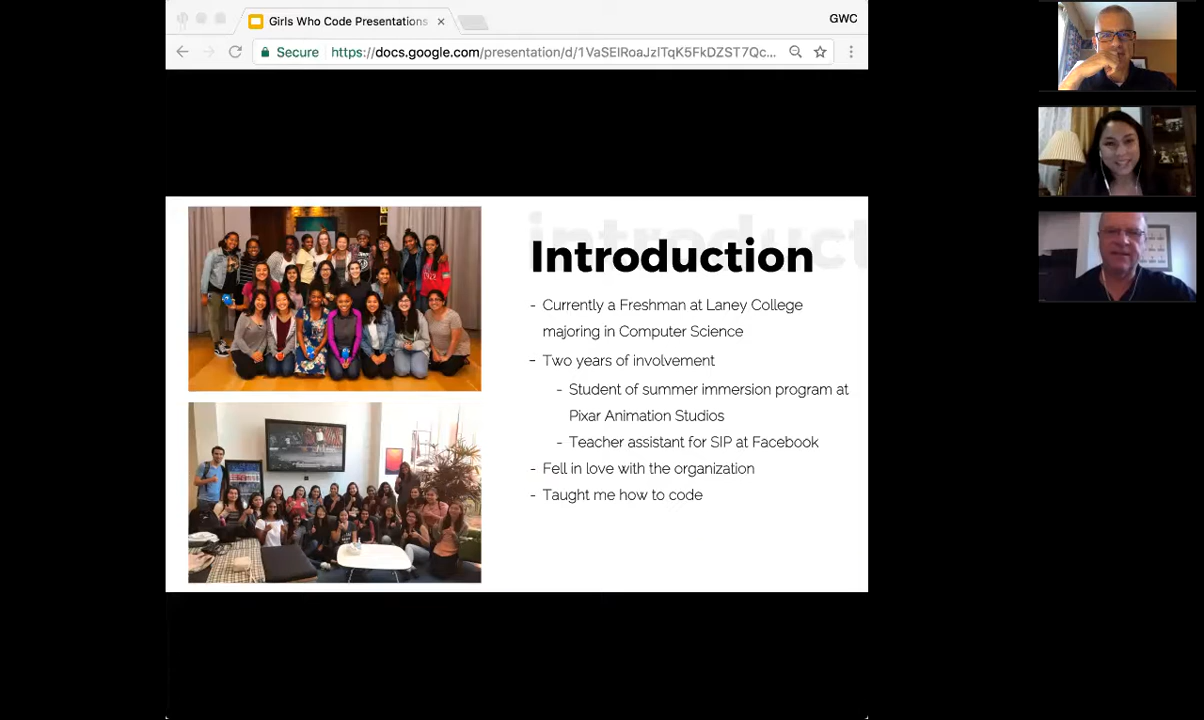 Girls Who Code Presentations
GWC
Secure
https://docs.google.com/presentation/d/1VaSElRoaJzlTqK5FkDZST7Qc...
introduct
Introduction
- Currently a Freshman at Laney College
majoring in Computer Science
- Two years of involvement
- Student of summer immersion program at
Pixar Animation Studios
- Teacher assistant for SIP at Facebook
- Fell in love with the organization
- Taught me how to code